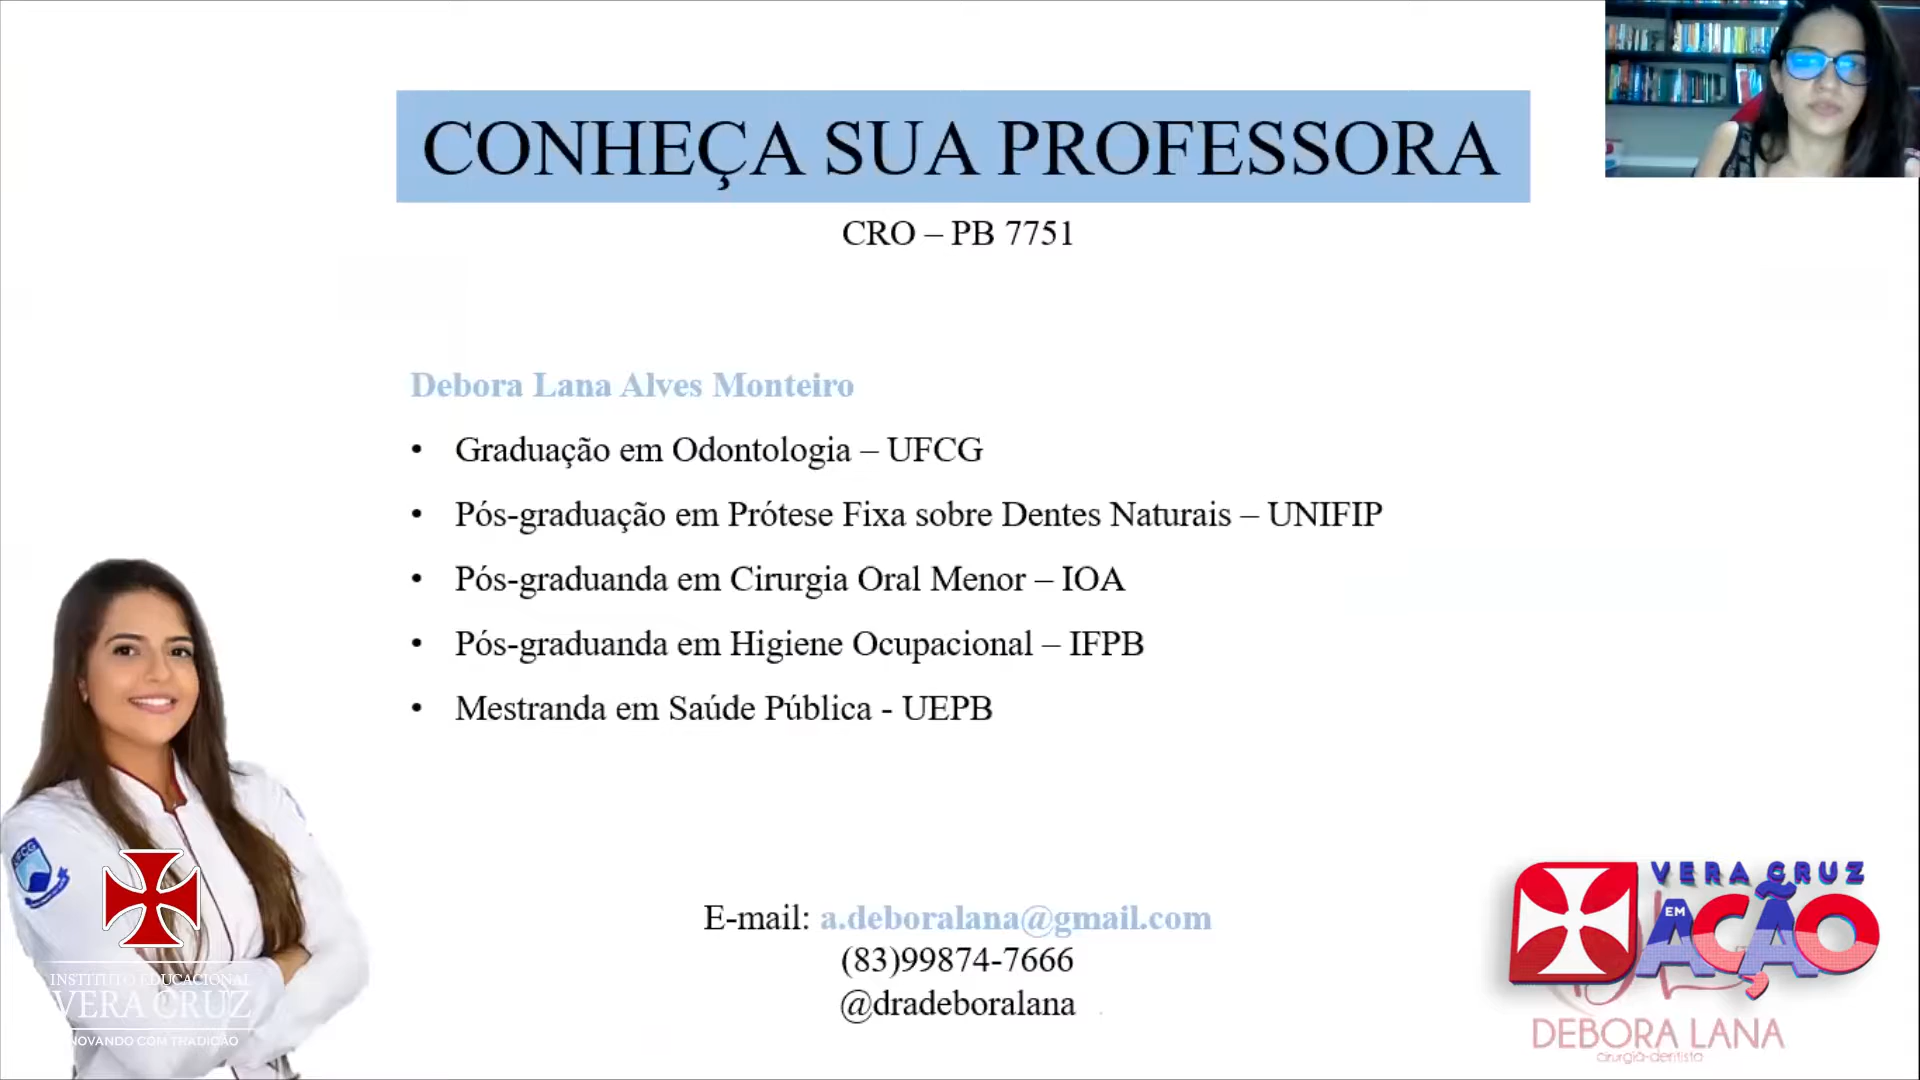 CONHEÇA SUA PROFESSORA
CRO – PB 7751
Debora Lana Alves Monteiro
• Graduação em Odontologia – UFCG
• Pós-graduação em Prótese Fixa sobre Dentes Naturais – UNIFIP
• Pós-graduanda em Cirurgia Oral Menor – IOA
• Pós-graduanda em Higiene Ocupacional – IFPB
• Mestranda em Saúde Pública - UEPB
E-mail: a.deboralana@gmail.com
(83)99874-7666
@dradeboralana
UFCG
INSTITUTO EDUCACIONAL
VERA CRUZ
NOVANDO COM TRADIÇÃO
VERA CRUZ
EM
AÇÃO
DEBORA LANA
cirurgiã-dentista